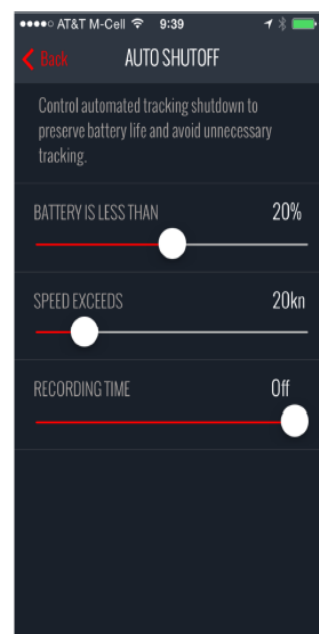 AT&T M-Cell 9:39
Back AUTO SHUTOFF
Control automated tracking shutdown to
preserve battery life and avoid unnecessary
tracking.
BATTERY IS LESS THAN 20%
SPEED EXCEEDS 20kn
RECORDING TIME Off